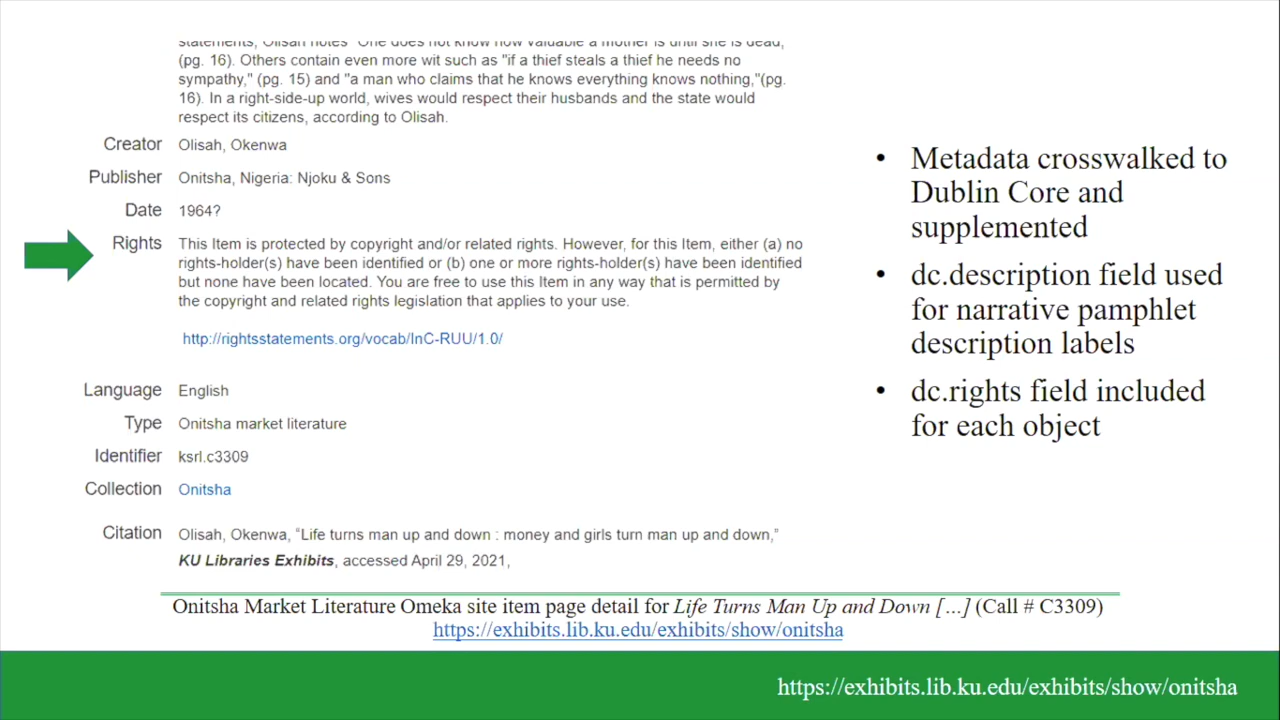 statements, Olisah notes "One does not know how valuable a mother is until she is dead,
(pg. 16). Others contain even more wit such as "if a thief steals a thief he needs no
sympathy," (pg. 15) and "a man who claims that he knows everything knows nothing,"(pg.
16). In a right-side-up world, wives would respect their husbands and the state would
respect its citizens, according to Olisah.
Creator Olisah, Okenwa
Publisher Onitsha, Nigeria: Njoku & Sons
Date 1964?
Rights This Item is protected by copyright and/or related rights. However, for this Item, either (a) no
rights-holder(s) have been identified or (b) one or more rights-holder(s) have been identified
but none have been located. You are free to use this Item in any way that is permitted by
the copyright and related rights legislation that applies to your use.
http://rightsstatements.org/vocab/InC-RUU/1.0/
Language English
Type Onitsha market literature
Identifier ksrl.c3309
Collection Onitsha
Citation Olisah, Okenwa, “Life turns man up and down : money and girls turn man up and down,”
KU Libraries Exhibits, accessed April 29, 2021,
• Metadata crosswalked to
Dublin Core and
supplemented
• dc.description field used
for narrative pamphlet
description labels
• dc.rights field included
for each object
Onitsha Market Literature Omeka site item page detail for Life Turns Man Up and Down […] (Call # C3309)
https://exhibits.lib.ku.edu/exhibits/show/onitsha
https://exhibits.lib.ku.edu/exhibits/show/onitsha